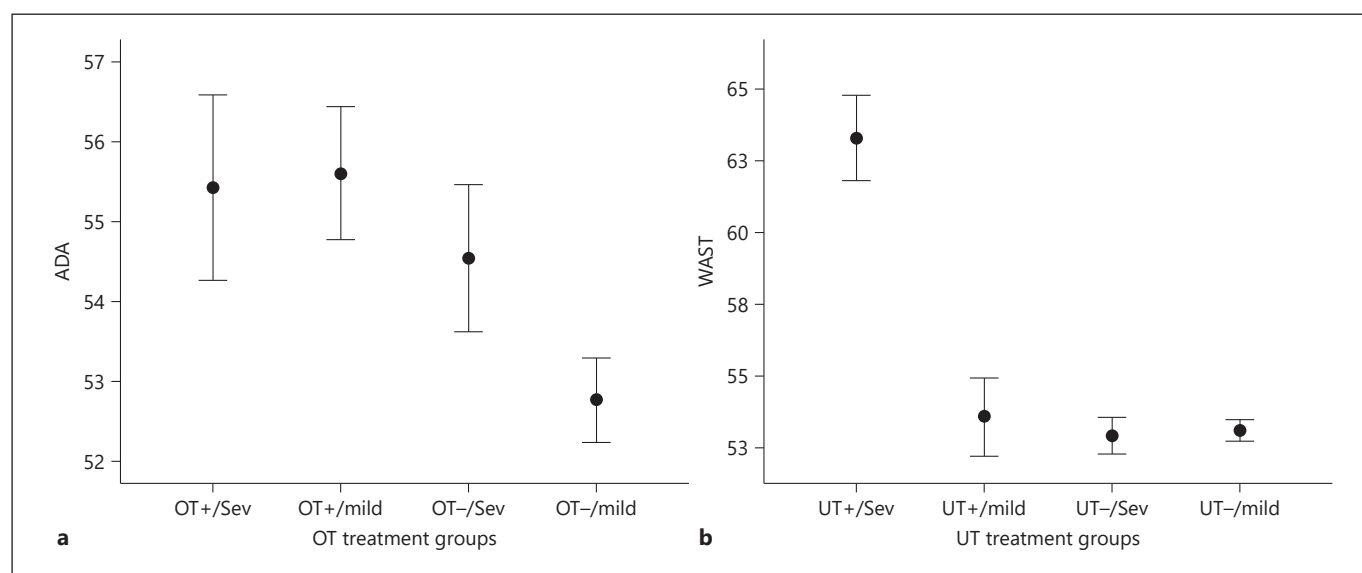 57
56
55
54
53
52
ADA
OT+/Sev OT+/mild OT–/Sev OT–/mild
OT treatment groups
a
65
63
60
58
55
53
WAST
UT+/Sev UT+/mild UT–/Sev UT–/mild
UT treatment groups
b